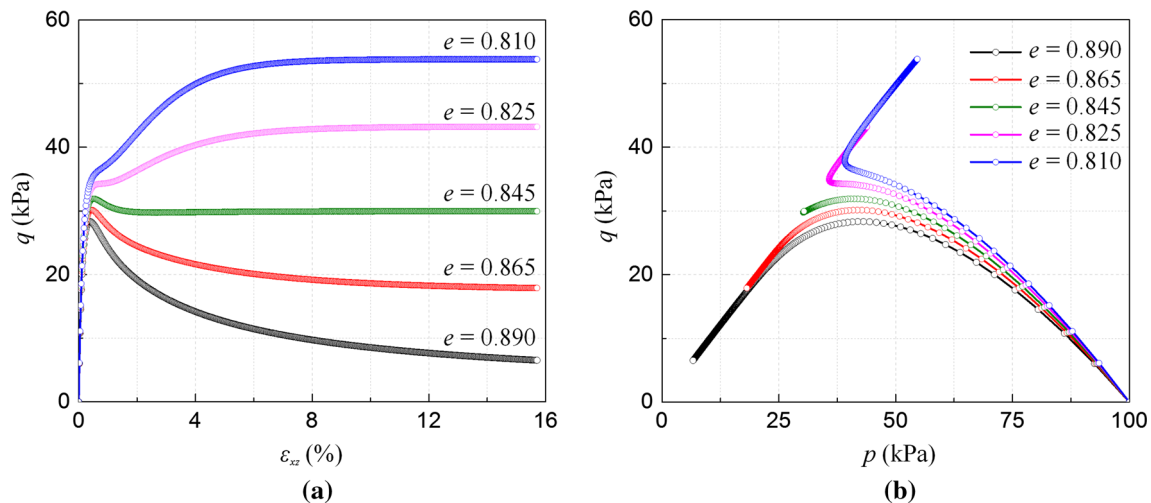 60
40
20
0
q (kPa)
e = 0.810
e = 0.825
e = 0.845
e = 0.865
e = 0.890
0 4 8 12 16
εxz (%)
(a)
60
40
20
0
q (kPa)
e = 0.890
e = 0.865
e = 0.845
e = 0.825
e = 0.810
0 25 50 75 100
p (kPa)
(b)